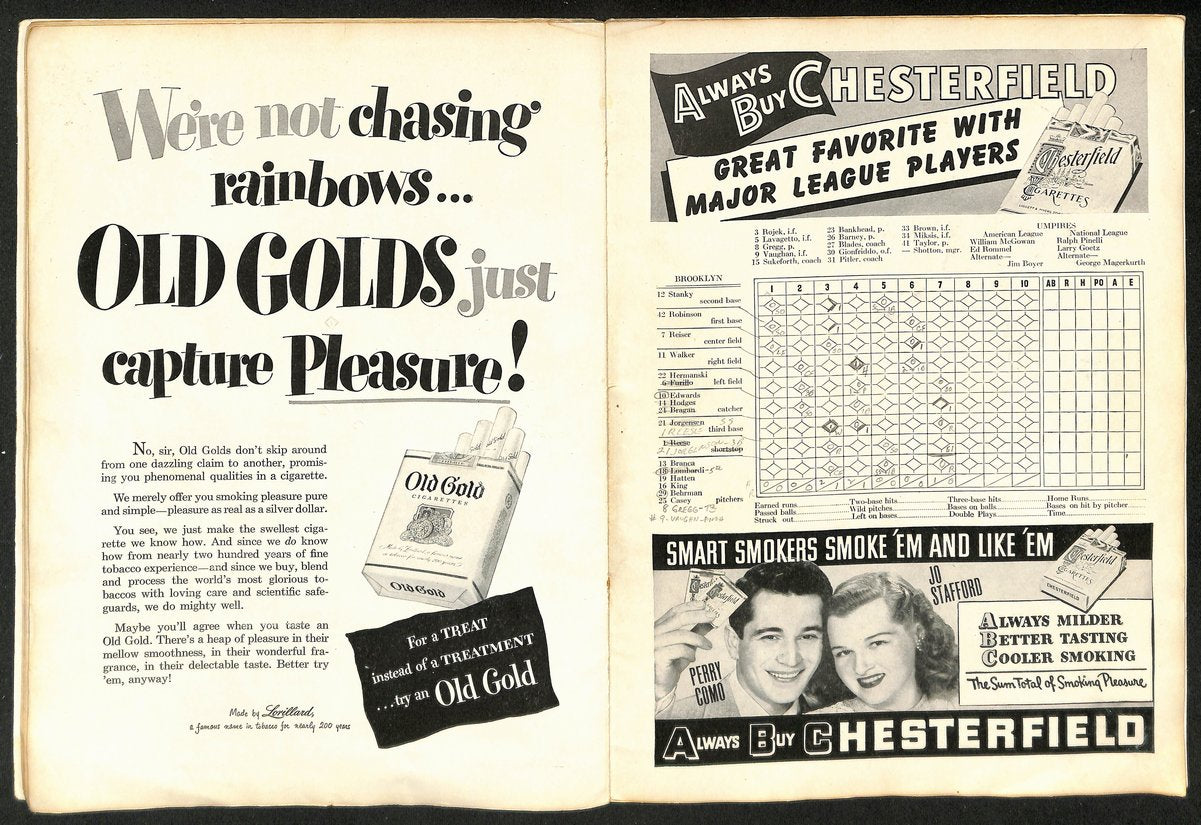 We're not chasing
rainbows...
OLD GOLDS just
capture Pleasure!
No, sir, Old Golds don't skip around
from one dazzling claim to another, promis-
ing you phenomenal qualities in a cigarette.
We merely offer you smoking pleasure pure
and simple—pleasure as real as a silver dollar.
You see, we just make the swellest ciga-
rette we know how. And since we do know
how from nearly two hundred years of fine
tobacco experience—and since we buy, blend
and process the world's most glorious to-
baccos with loving care and scientific safe-
guards, we do mighty well.
Maybe you'll agree when you taste an
Old Gold. There's a heap of pleasure in their
mellow smoothness, in their wonderful fra-
grance, in their delectable taste. Better try
'em, anyway!
Made by Lorillard,
a famous name in tobacco for nearly 200 years
Old Gold
CIGARETTES
Old Gold
For a TREAT
instead of a TREATMENT
...try an Old Gold
ALWAYS BUY CHESTERFIELD
GREAT FAVORITE WITH
MAJOR LEAGUE PLAYERS
Chesterfield
CIGARETTES
3 Rojek, i.f.
5 Lavagetto, i.f.
8 Gregg, p.
9 Vaughan, i.f.
15 Sukeforth, coach
23 Bankhead, p.
26 Barney, p.
27 Blades, coach
30 Gionfriddo, o.f.
31 Pitler, coach
33 Brown, i.f.
34 Miksis, i.f.
41 Taylor, p.
— Shotton, mgr.
UMPIRES
American League
William McGowan
Ed Rommel
Alternate—
Jim Boyer
National League
Ralph Pinelli
Larry Goetz
Alternate—
George Magerkurth
BROOKLYN
1 2 3 4 5 6 7 8 9 10 AB R H PO A E
12 Stanky
second base
42 Robinson
first base
7 Reiser
center field
11 Walker
right field
22 Hermanski
6 Furillo left field
10 Edwards
14 Hodges
24 Bragan catcher
21 Jorgensen
1 REESE third base
1 Reese
shortstop
13 Branca
18 Lombardi
19 Hatten
16 King
29 Behrman
25 Casey pitchers
8 GREGG
Earned runs
Passed balls
Struck out
Two-base hits
Wild pitches
Left on bases
Three-base hits
Bases on balls
Double Plays
Home Runs
Bases on hit by pitcher
Time
SMART SMOKERS SMOKE 'EM AND LIKE 'EM
Chesterfield
CIGARETTES
CHESTERFIELD
PERRY
COMO
JO
STAFFORD
ALWAYS MILDER
BETTER TASTING
COOLER SMOKING
The Sum Total of Smoking Pleasure
ALWAYS BUY CHESTERFIELD